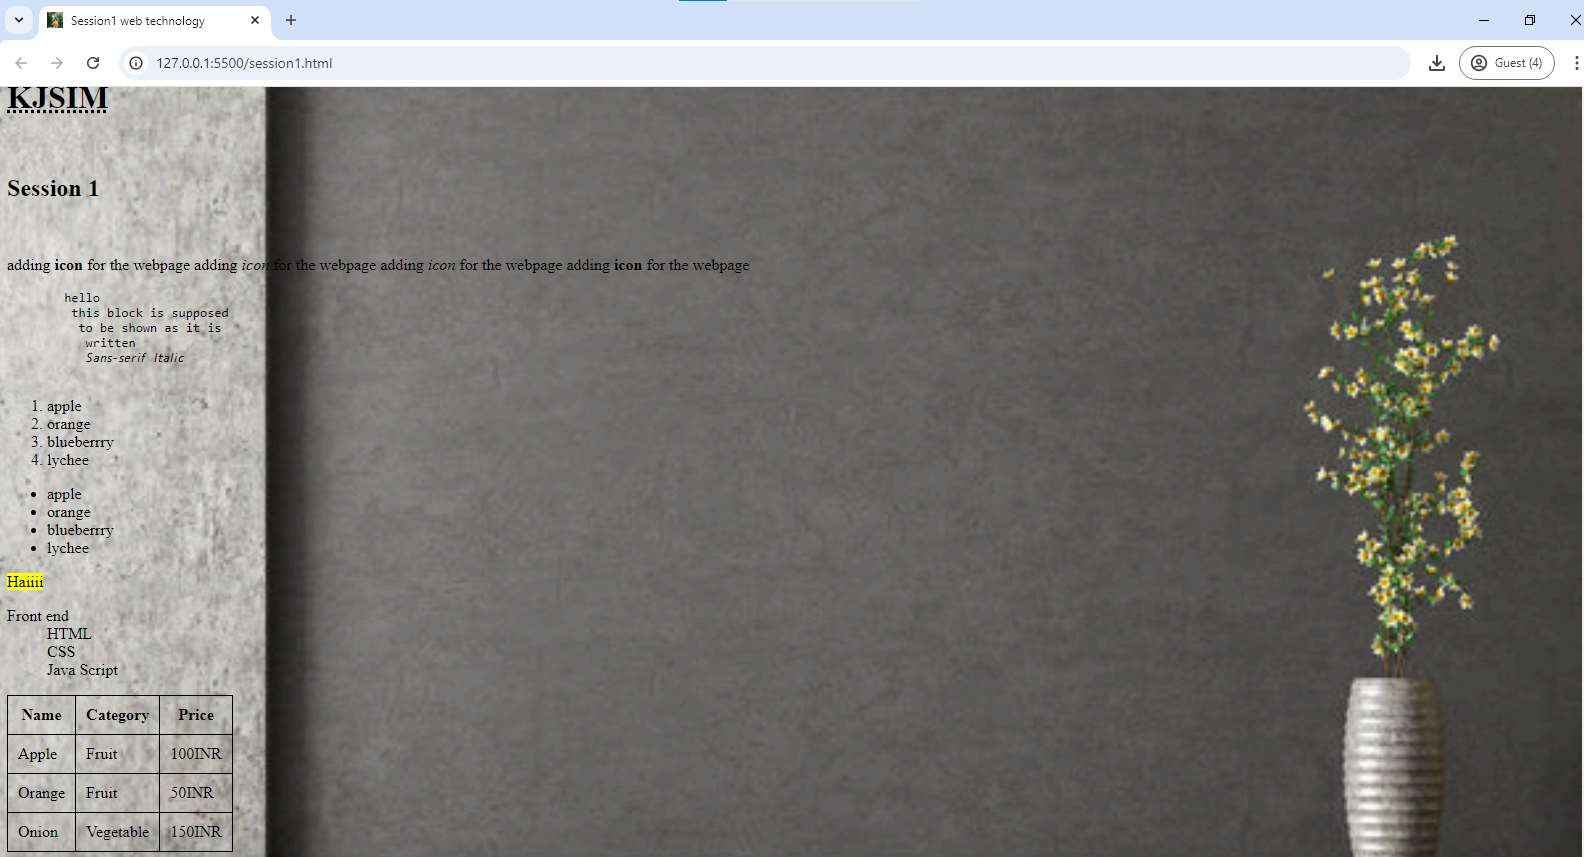 Session1 web technology
127.0.0.1:5500/session1.html
Guest (4)
KJSIM
Session 1
adding icon for the webpage adding icon for the webpage adding icon for the webpage adding icon for the webpage
hello
this block is supposed
to be shown as it is
written
Sans-serif Italic
1. apple
2. orange
3. blueberrry
4. lychee
• apple
• orange
• blueberrry
• lychee
Haiiii
Front end
HTML
CSS
Java Script
Name Category Price
Apple Fruit 100INR
Orange Fruit 50INR
Onion Vegetable 150INR